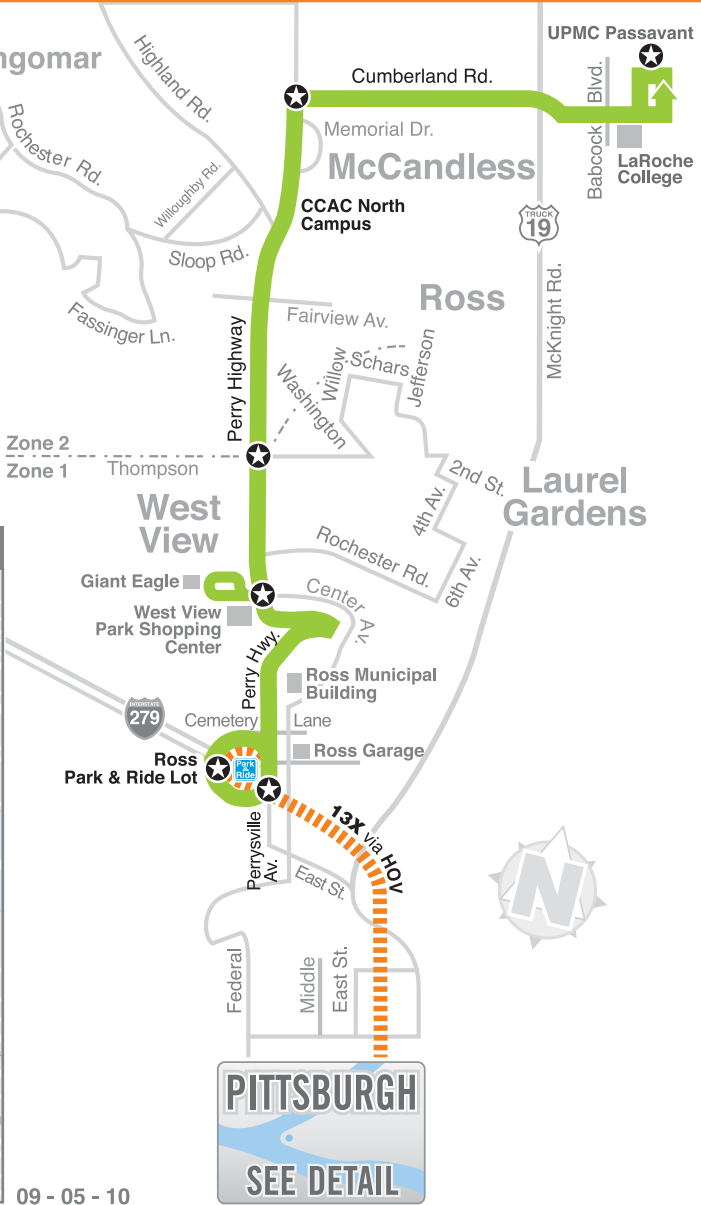 UPMC Passavant
ngomar
Highland Rd.
Cumberland Rd.
Babcock Blvd.
Rochester Rd.
Memorial Dr.
McCandless
LaRoche
College
Willoughby Rd.
CCAC North
Campus
TRUCK
19
Sloop Rd.
Ross
McKnight Rd.
Fassinger Ln.
Fairview Av.
Perry Highway
Willow
Schars
Jefferson
Washington
Zone 2
Zone 1
Thompson
2nd St.
Laurel
Gardens
4th Av.
West
View
Rochester Rd.
6th Av.
Giant Eagle
Center Av.
West View
Park Shopping
Center
Perry Hwy.
Ross Municipal
Building
INTERSTATE
279
Cemetery Lane
Ross
Park & Ride Lot
Park
&
Ride
Ross Garage
13X via HOV
Perrysville
Av.
East St.
N
Federal
Middle
East St.
PITTSBURGH
SEE DETAIL
09 - 05 - 10